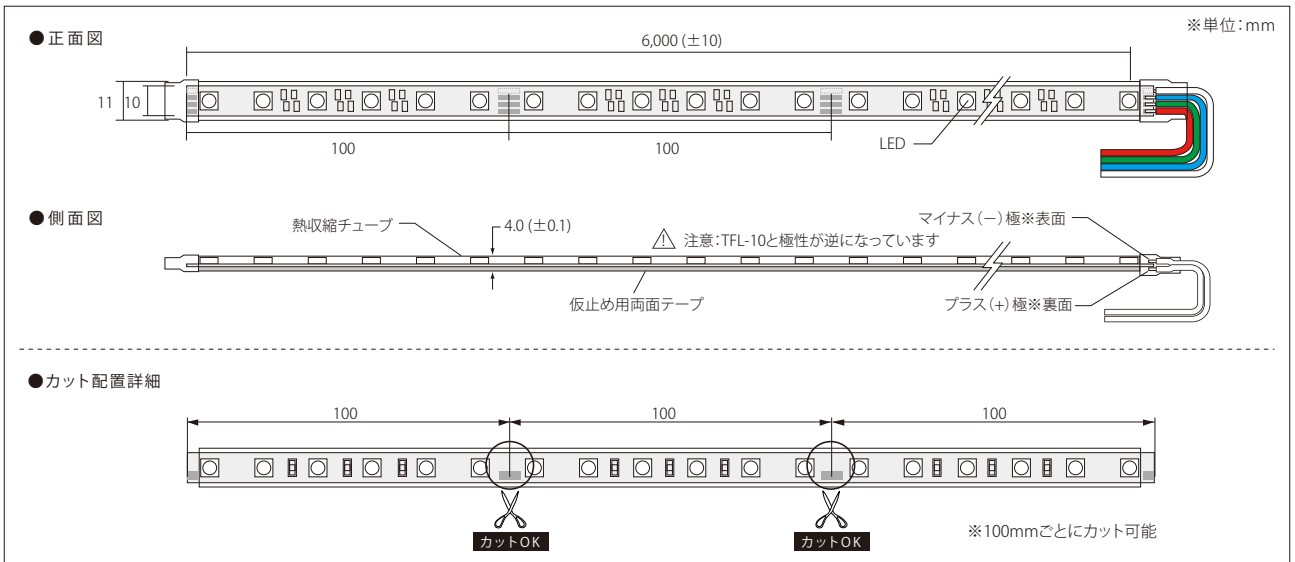 ●正面図
※単位：mm
6,000 (±10)
11
10
100
100
LED
●側面図
熱収縮チューブ
4.0 (±0.1)
注意：TFL-10と極性が逆になっています
マイナス（－）極※表面
仮止め用両面テープ
プラス（+）極※裏面
●カット配置詳細
100
100
100
カットOK
カットOK
※100mmごとにカット可能